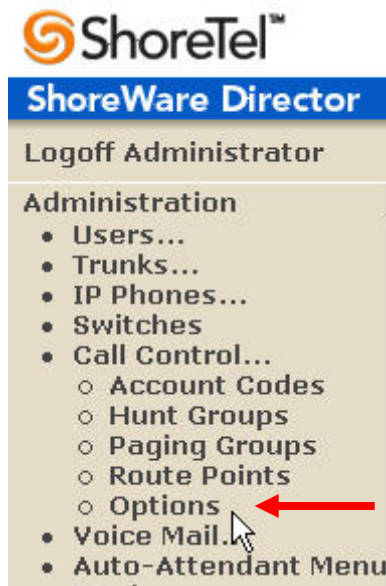 ShoreTel™
ShoreWare Director
Logoff Administrator
Administration
• Users...
• Trunks...
• IP Phones...
• Switches
• Call Control...
○ Account Codes
○ Hunt Groups
○ Paging Groups
○ Route Points
○ Options
• Voice Mail..
• Auto-Attendant Menu